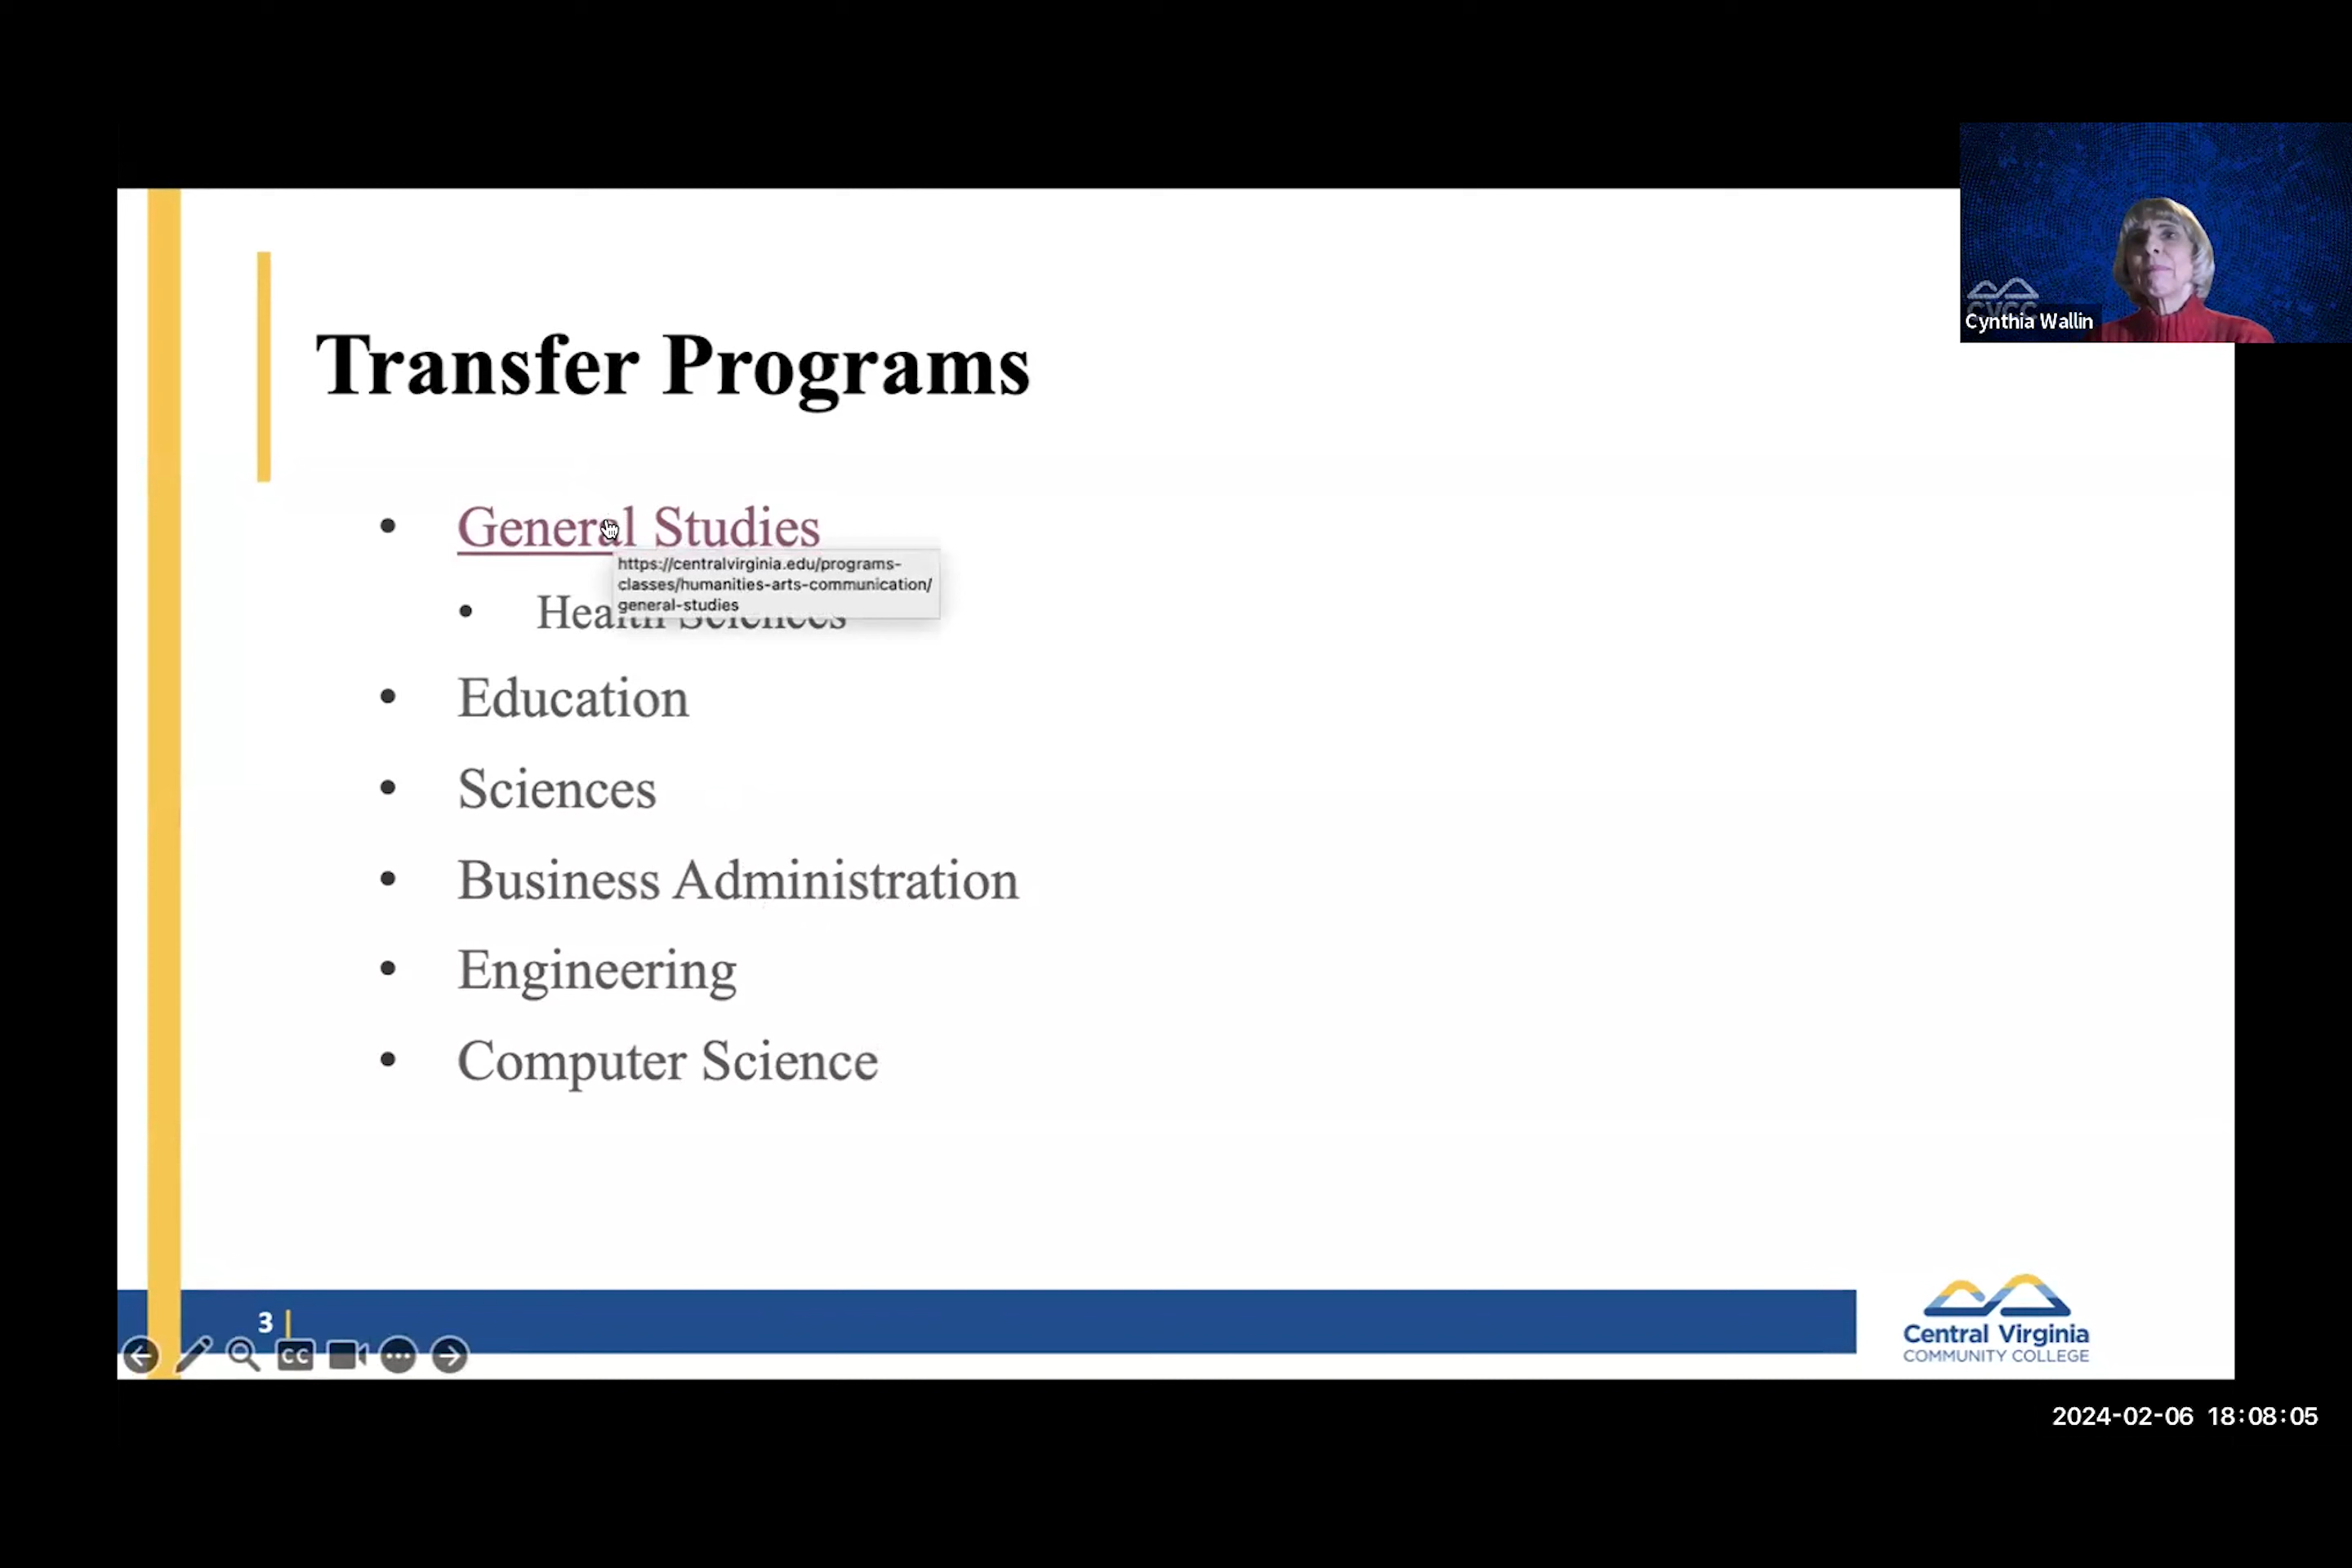 Cynthia Wallin
Transfer Programs
• General Studies
https://centralvirginia.edu/programs-
classes/humanities-arts-communication/
general-studies
• Health Sciences
• Education
• Sciences
• Business Administration
• Engineering
• Computer Science
3
CC
Central Virginia
COMMUNITY COLLEGE
2024-02-06 18:08:05